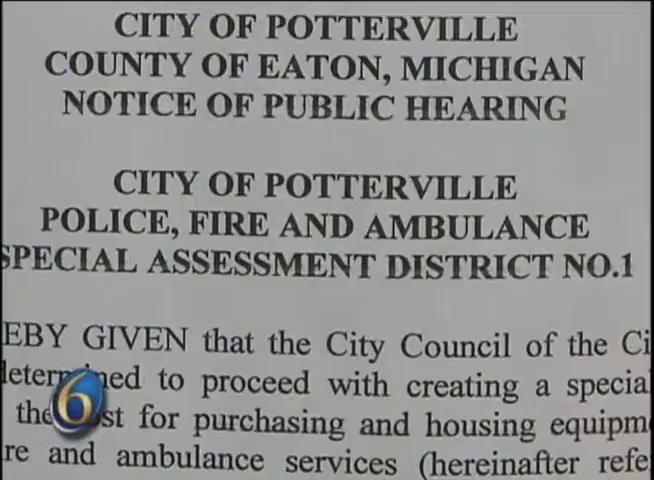 CITY OF POTTERVILLE
COUNTY OF EATON, MICHIGAN
NOTICE OF PUBLIC HEARING
CITY OF POTTERVILLE
POLICE, FIRE AND AMBULANCE
SPECIAL ASSESSMENT DISTRICT NO.1
EBY GIVEN that the City Council of the Ci
to proceed with creating a specia
for purchasing and housing equipm
re and ambulance services (hereinafter refe
6